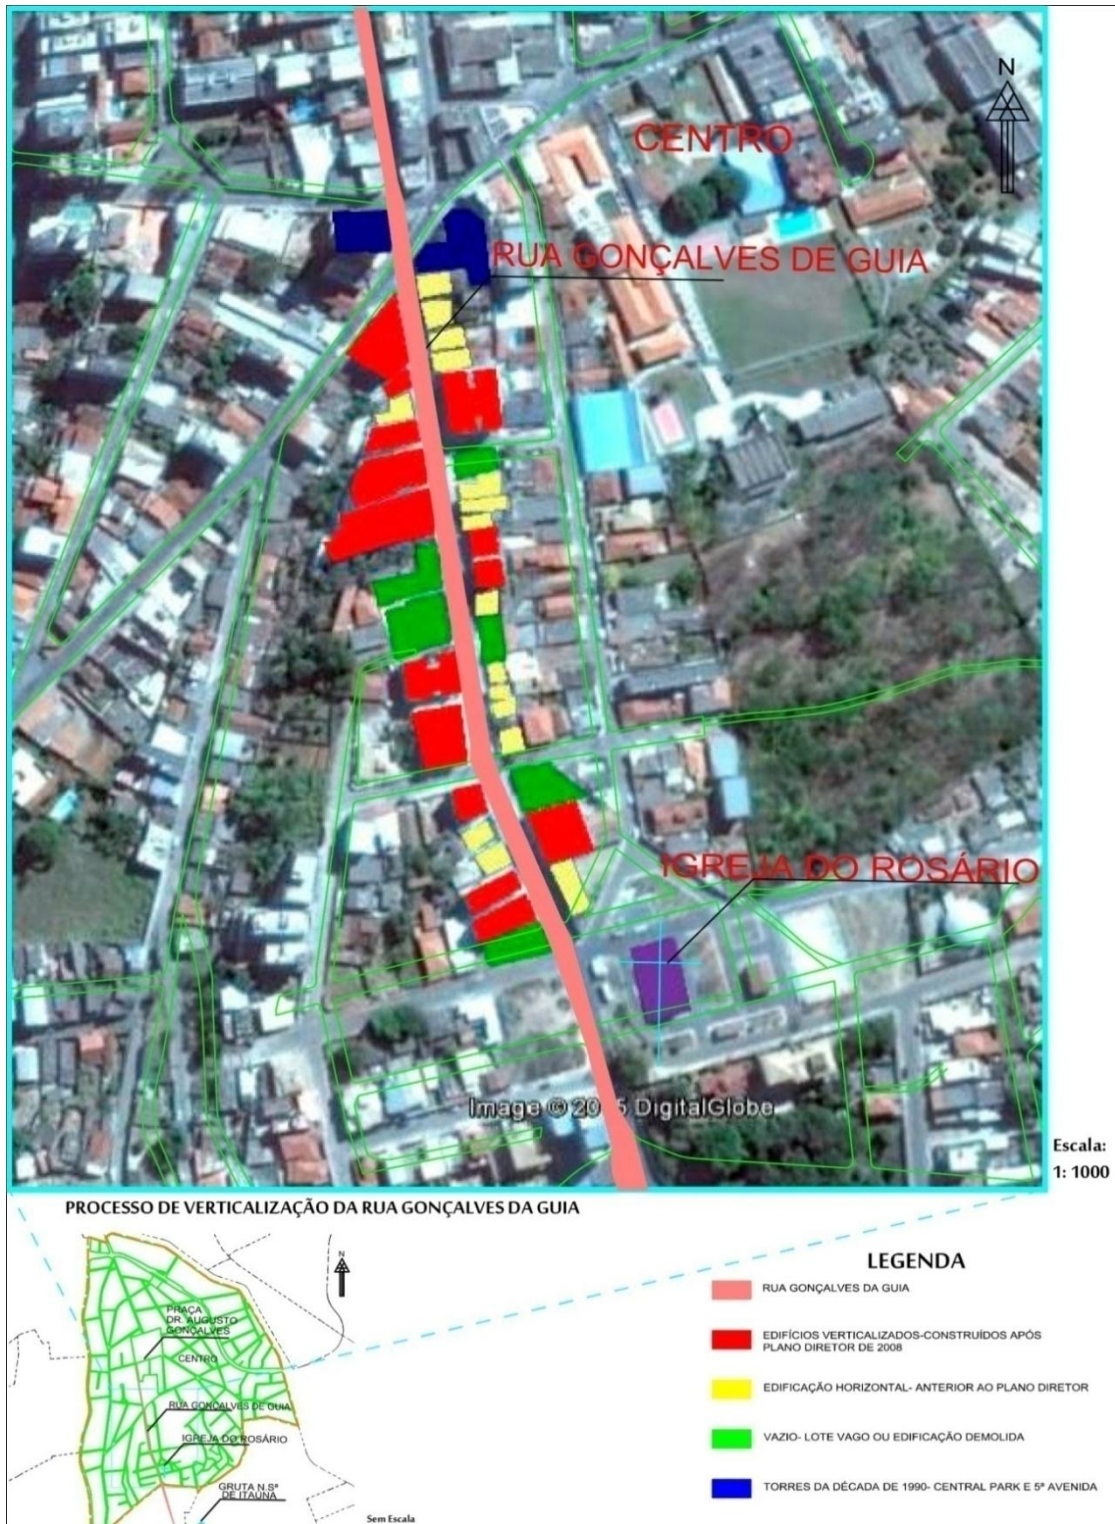 N
CENTRO
RUA GONÇALVES DE GUIA
IGREJA DO ROSÁRIO
Image © 20 5 DigitalGlobe
Escala:
1: 1000
PROCESSO DE VERTICALIZAÇÃO DA RUA GONÇALVES DA GUIA
N
PRAÇA
DR. AUGUSTO
GONÇALVES
CENTRO
RUA GONÇALVES DE GUIA
IGREJA DO ROSÁRIO
GRUTA N.Sª
DE ITAÚNA
Sem Escala
LEGENDA
RUA GONÇALVES DA GUIA
EDIFÍCIOS VERTICALIZADOS-CONSTRUÍDOS APÓS
PLANO DIRETOR DE 2008
EDIFICAÇÃO HORIZONTAL- ANTERIOR AO PLANO DIRETOR
VAZIO- LOTE VAGO OU EDIFICAÇÃO DEMOLIDA
TORRES DA DÉCADA DE 1990- CENTRAL PARK E 5ª AVENIDA